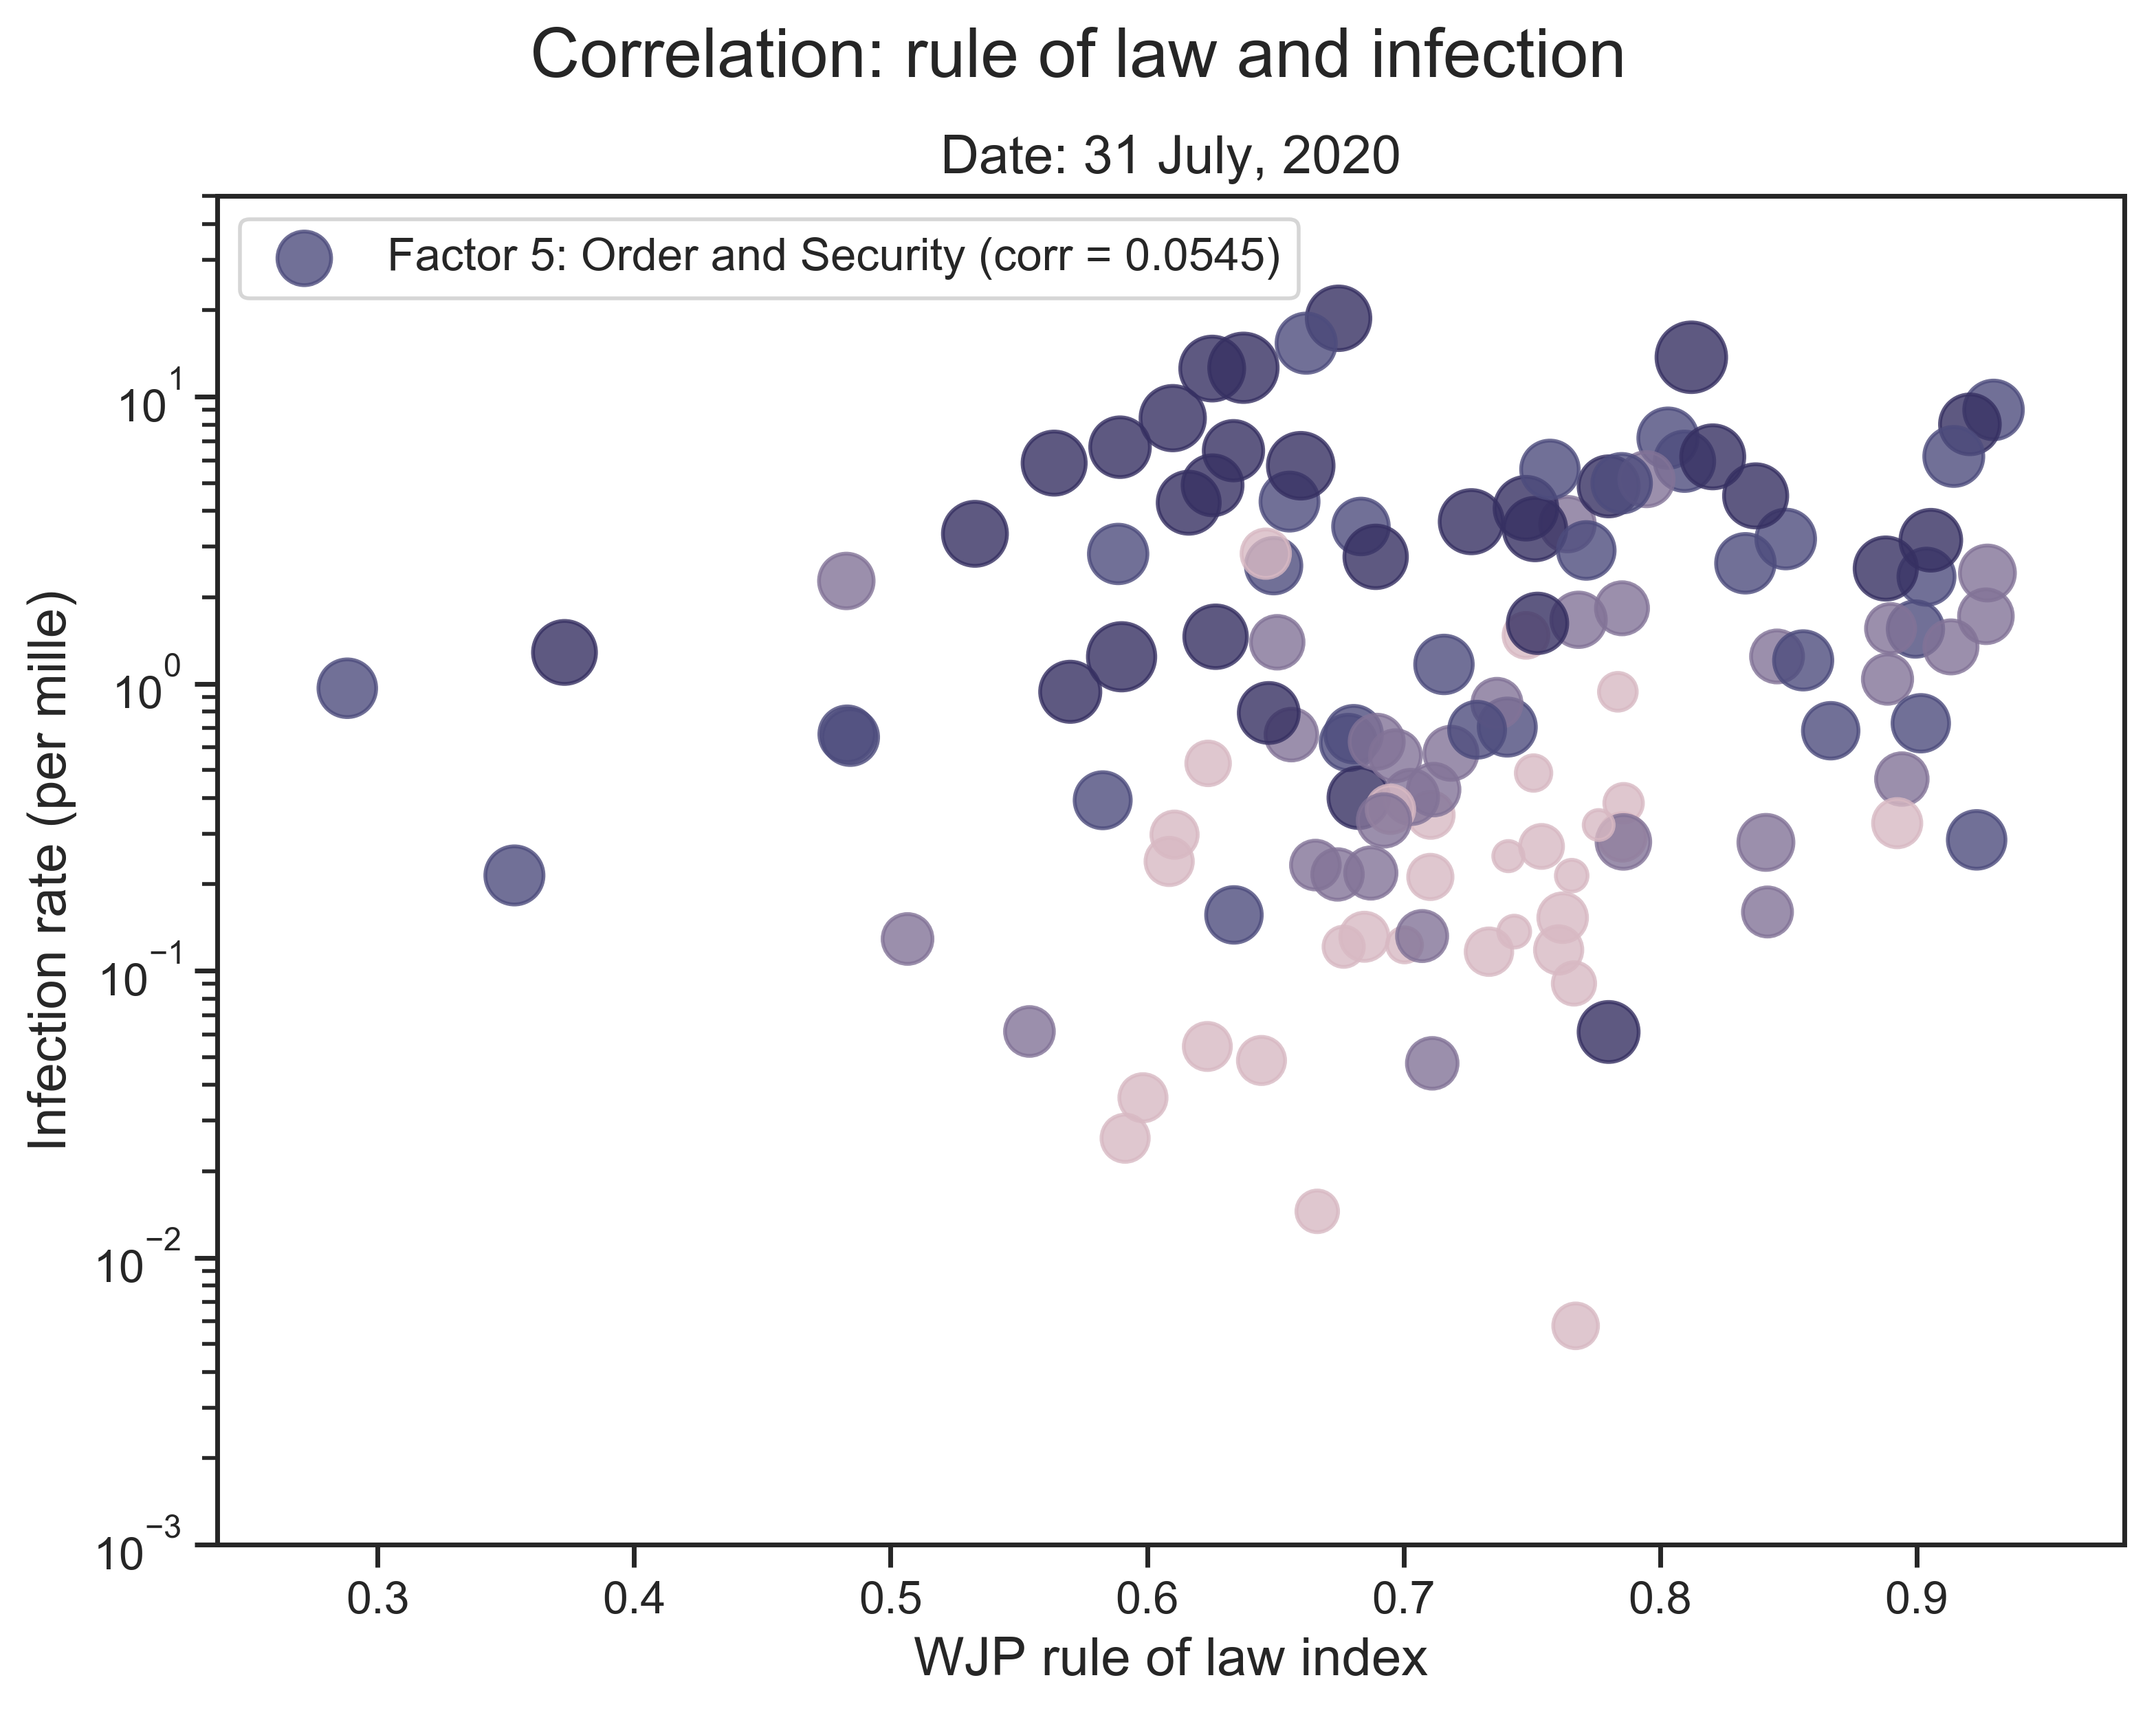 Correlation: rule of law and infection
Date: 31 July, 2020
Factor 5: Order and Security (corr = 0.0545)
Infection rate (per mille)
10^1
10^0
10^−1
10^−2
10^−3
0.3 0.4 0.5 0.6 0.7 0.8 0.9
WJP rule of law index